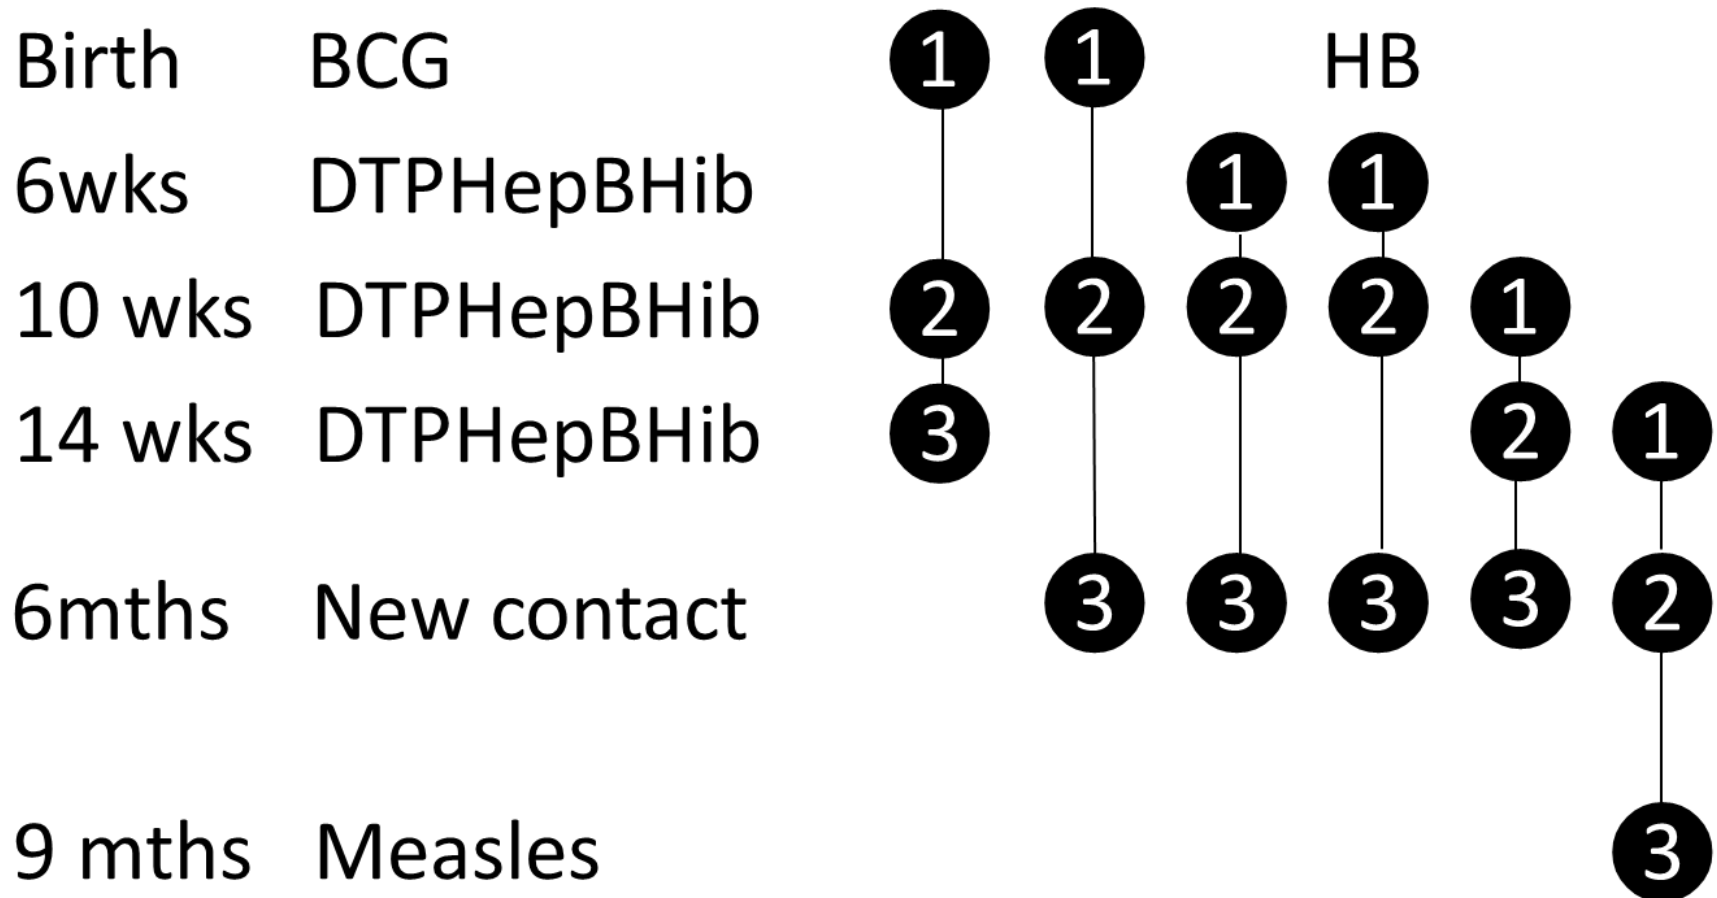 Birth BCG 1 1 HB
6wks DTPHepBHib 1 1
10 wks DTPHepBHib 2 2 2 2 1
14 wks DTPHepBHib 3 2 1
6mths New contact 3 3 3 3 2
9 mths Measles 3